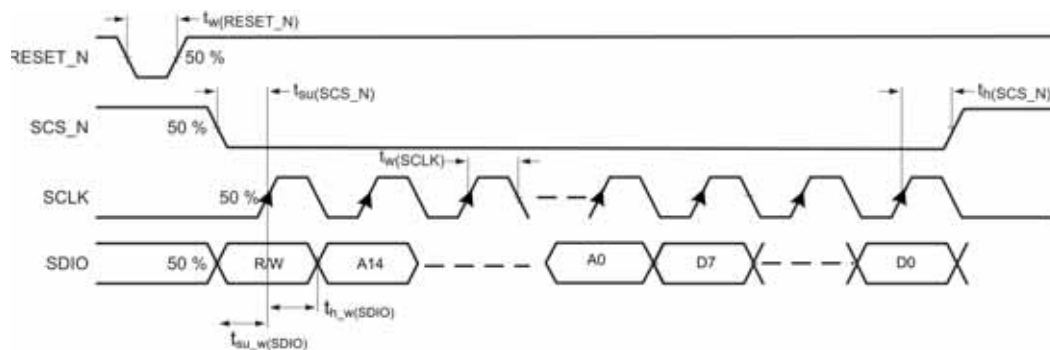 tw(RESET_N)
RESET_N 50 %
tsu(SCS_N) th(SCS_N)
SCS_N 50 %
tw(SCLK)
SCLK 50 %
SDIO 50 % R/W A14 A0 D7 D0
th_w(SDIO)
tsu_w(SDIO)